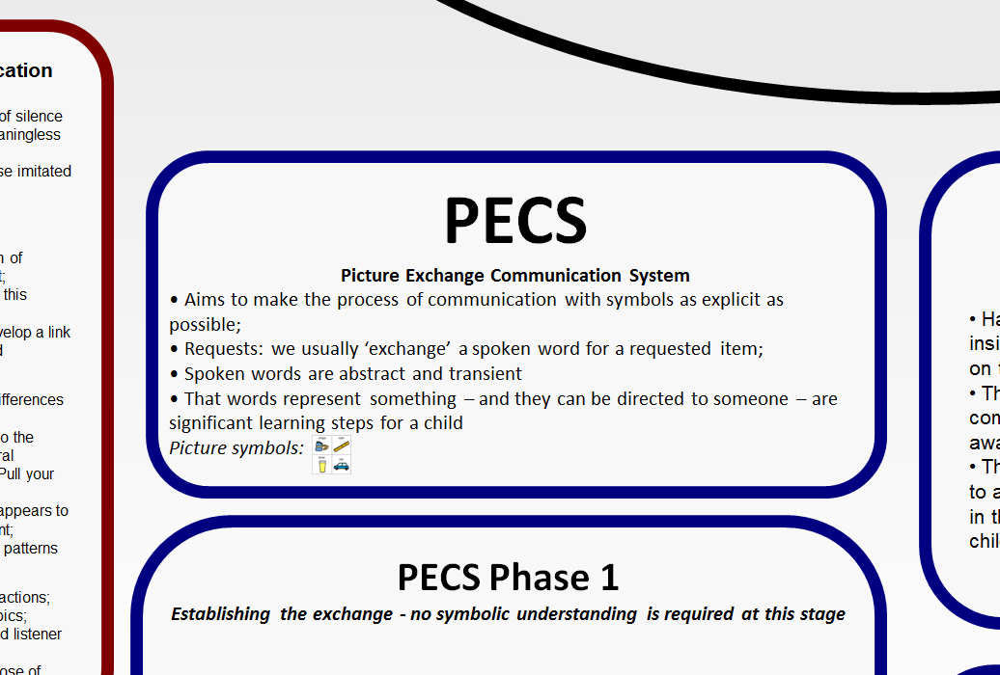 cation
of silence
aningless
se imitated
n of
t;
this
velop a link
d
ifferences
o the
ral
Pull your
appears to
nt;
patterns
actions;
pics;
d listener
ose of
PECS
Picture Exchange Communication System
• Aims to make the process of communication with symbols as explicit as
possible;
• Requests: we usually ‘exchange’ a spoken word for a requested item;
• Spoken words are abstract and transient
• That words represent something – and they can be directed to someone – are
significant learning steps for a child
Picture symbols:
PECS Phase 1
Establishing the exchange - no symbolic understanding is required at this stage
• Ha
insi
on t
• Th
con
awa
• Th
to a
in th
chil